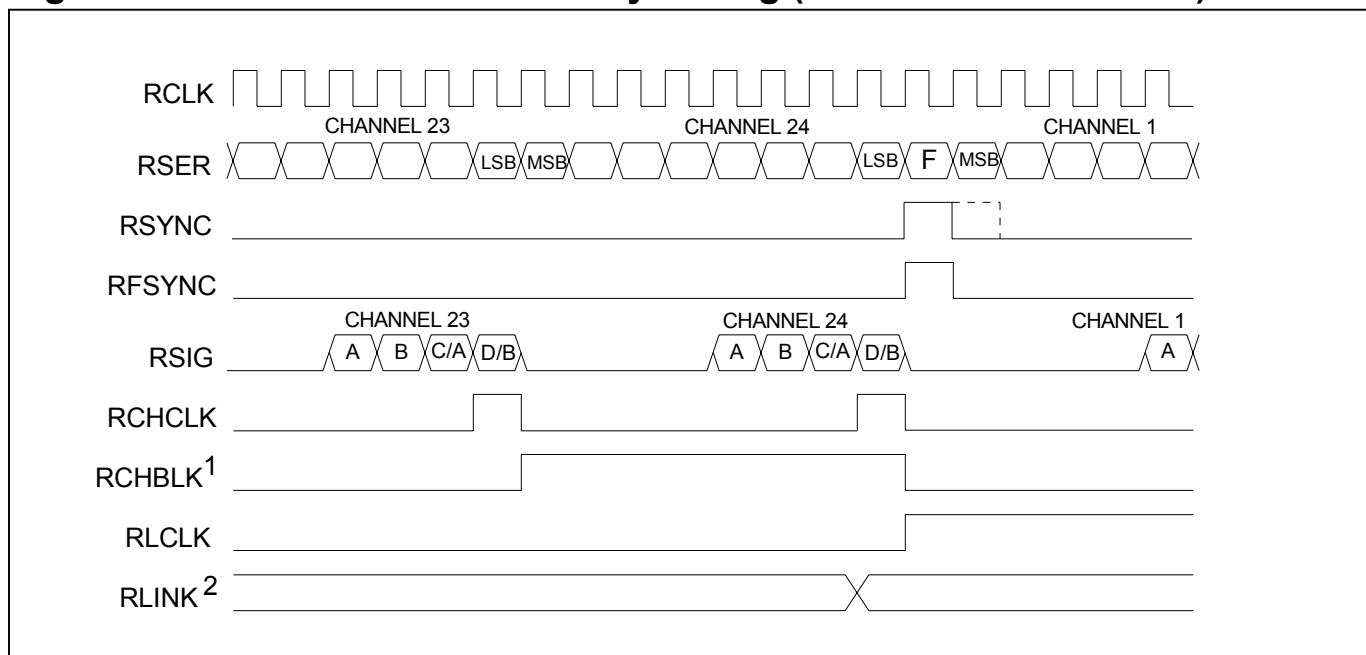 RCLK
CHANNEL 23 CHANNEL 24 CHANNEL 1
RSER LSB MSB LSB F MSB
RSYNC
RFSYNC
CHANNEL 23 CHANNEL 24 CHANNEL 1
RSIG A B C/A D/B A B C/A D/B A
RCHCLK
RCHBLK1
RLCLK
RLINK2